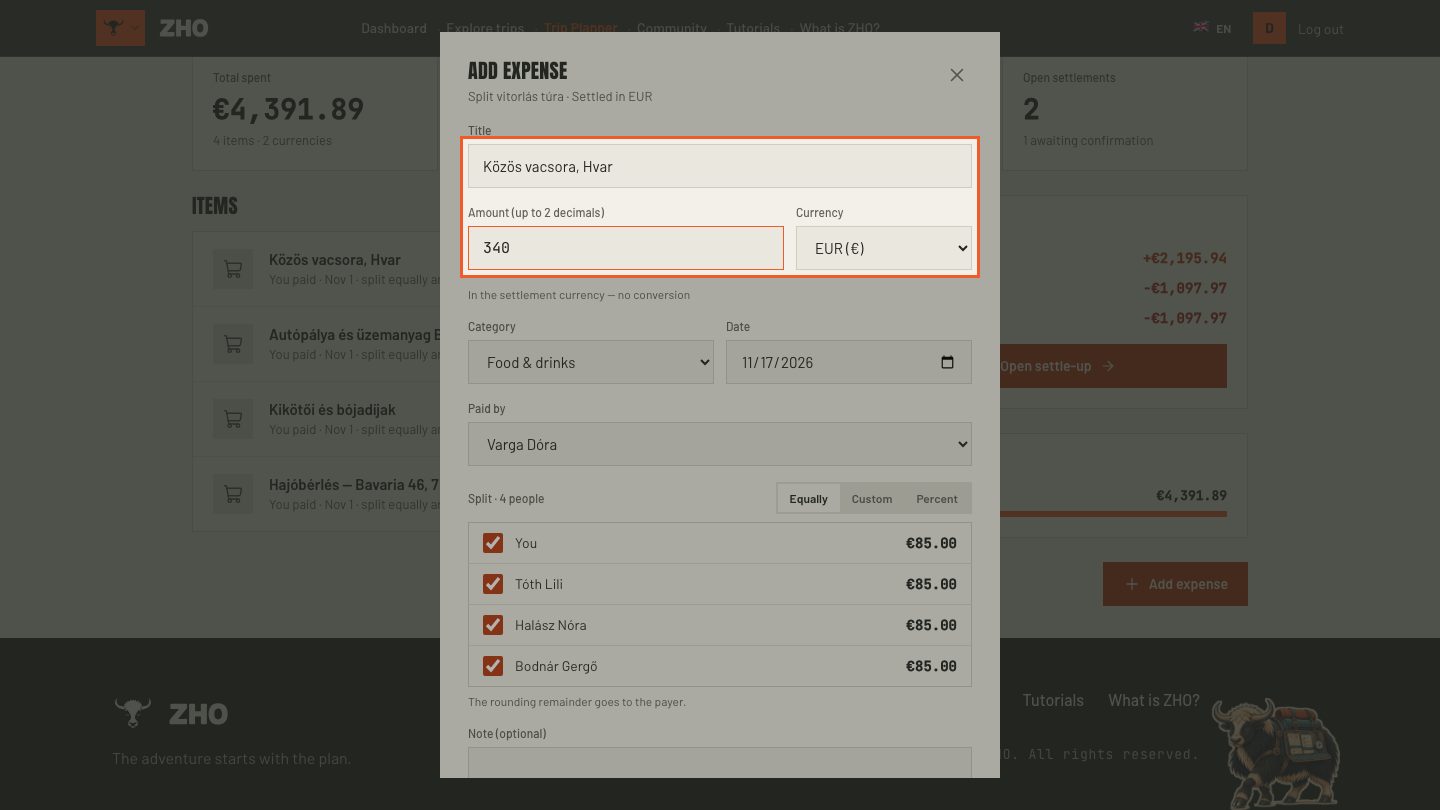 ZHO
Dashboard · Explore trips · Trip Planner · Community · Tutorials · What is ZHO?
EN
D
Log out
Total spent
€4,391.89
4 items · 2 currencies
Open settlements
2
1 awaiting confirmation
ITEMS
Közös vacsora, Hvar
You paid · Nov 1 · split equally
Autópálya és üzemanyag
You paid · Nov 1 · split equally
Kikötői és bójadíjak
You paid · Nov 1 · split equally
Hajóbérlés — Bavaria 46, 7
You paid · Nov 1 · split equally
ADD EXPENSE
Split vitorlás túra · Settled in EUR
Title
Közös vacsora, Hvar
Amount (up to 2 decimals)
Currency
340
EUR (€)
In the settlement currency — no conversion
Category
Date
Food & drinks
11/17/2026
Paid by
Varga Dóra
Split · 4 people
Equally
Custom
Percent
You
€85.00
Tóth Lili
€85.00
Halász Nóra
€85.00
Bodnár Gergő
€85.00
The rounding remainder goes to the payer.
Note (optional)
+€2,195.94
-€1,097.97
-€1,097.97
Open settle-up
€4,391.89
Add expense
ZHO
The adventure starts with the plan.
Tutorials
What is ZHO?
All rights reserved.